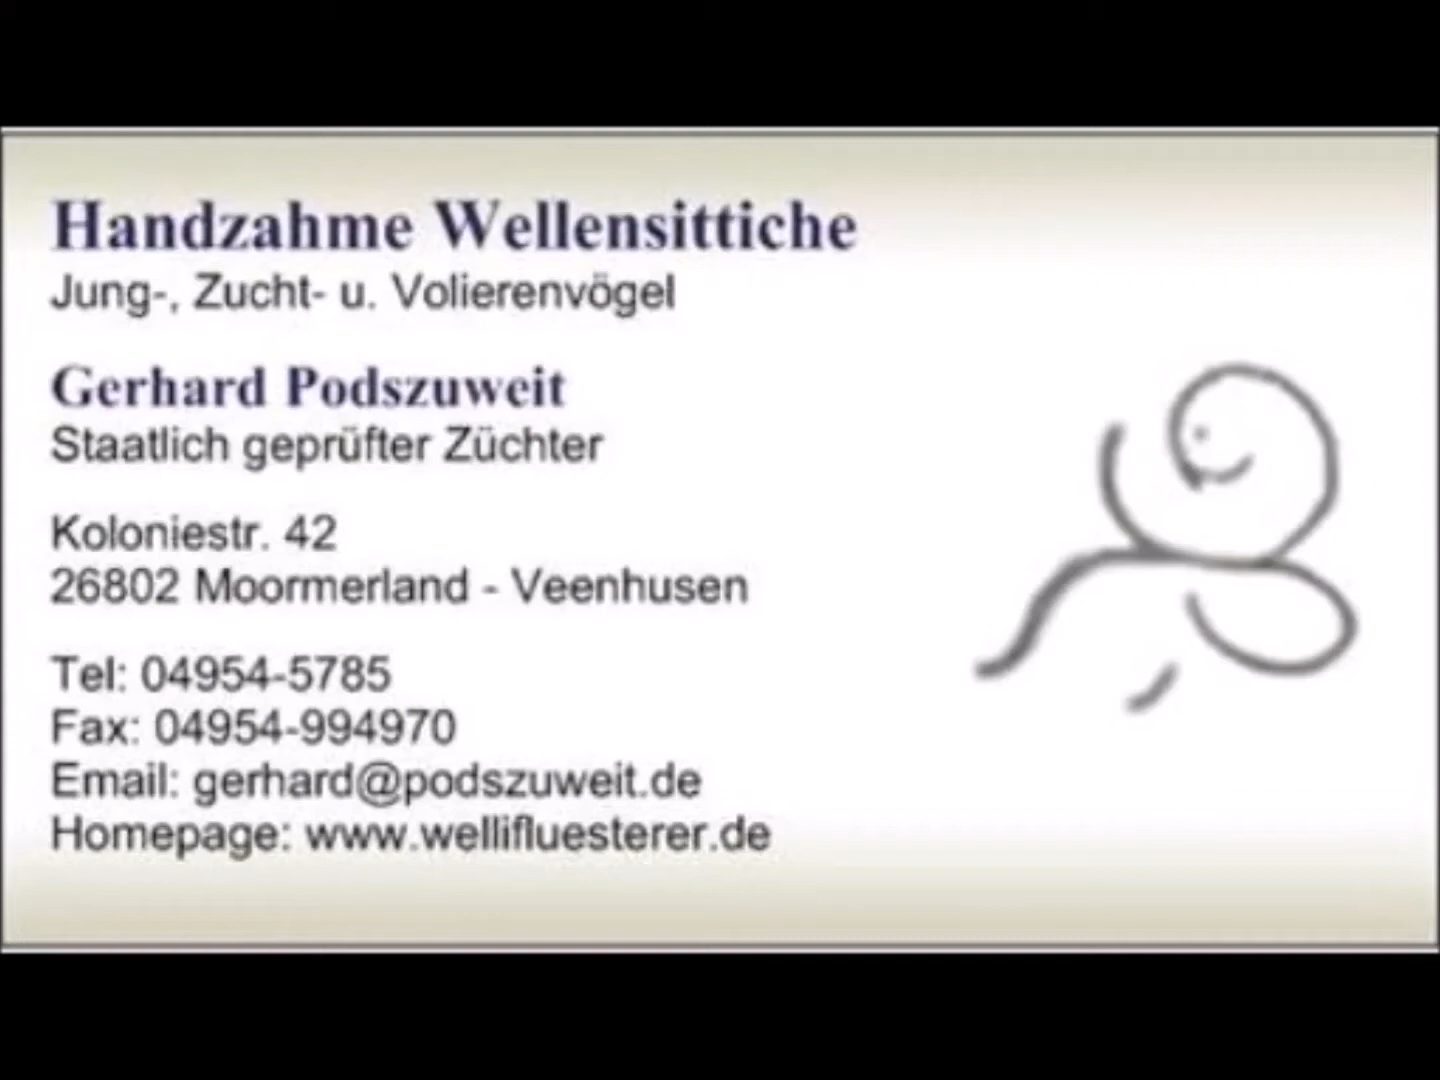 Handzahme Wellensittiche
Jung-, Zucht- u. Volierenvögel
Gerhard Podszuweit
Staatlich geprüfter Züchter
Koloniestr. 42
26802 Moormerland - Veenhusen
Tel: 04954-5785
Fax: 04954-994970
Email: gerhard@podszuweit.de
Homepage: www.wellifluesterer.de